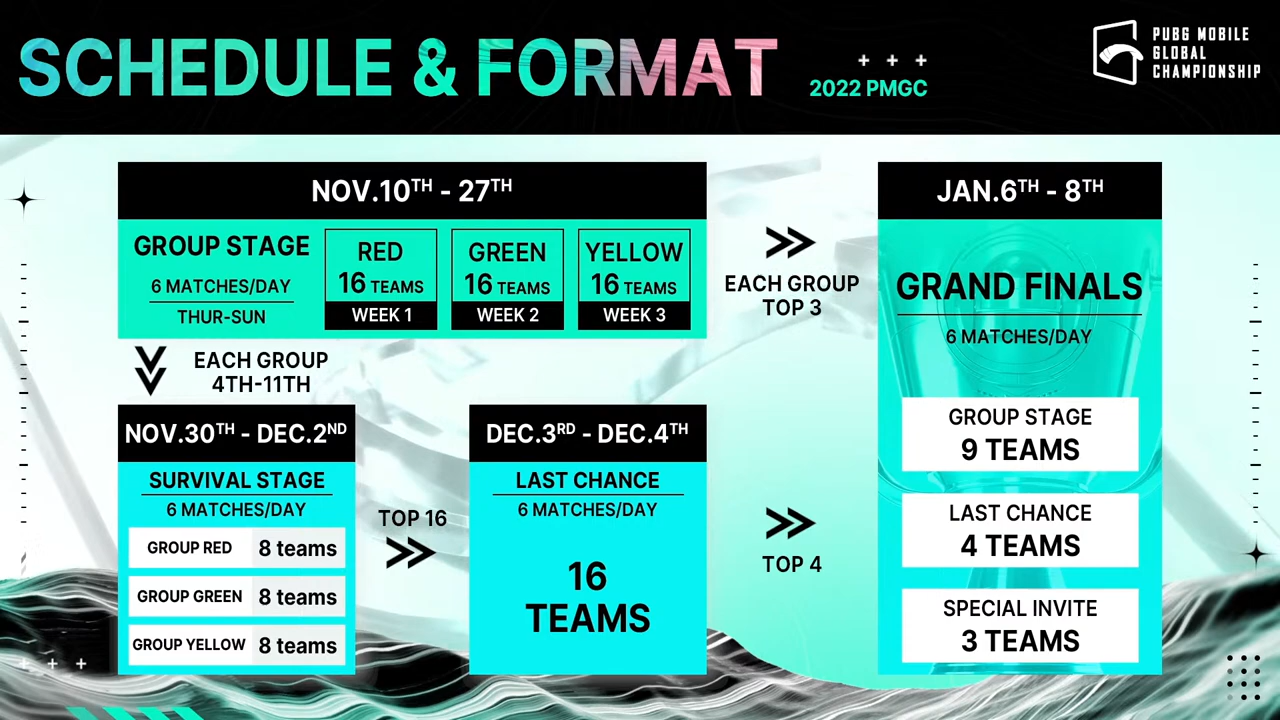 SCHEDULE & FORMAT
+ + +
2022 PMGC
PUBG MOBILE
GLOBAL
CHAMPIONSHIP
NOV.10TH - 27TH
GROUP STAGE
6 MATCHES/DAY
THUR-SUN
RED
16 TEAMS
WEEK 1
GREEN
16 TEAMS
WEEK 2
YELLOW
16 TEAMS
WEEK 3
EACH GROUP
TOP 3
EACH GROUP
4TH-11TH
NOV.30TH - DEC.2ND
SURVIVAL STAGE
6 MATCHES/DAY
GROUP RED 8 teams
GROUP GREEN 8 teams
GROUP YELLOW 8 teams
TOP 16
DEC.3RD - DEC.4TH
LAST CHANCE
6 MATCHES/DAY
16
TEAMS
TOP 4
JAN.6TH - 8TH
GRAND FINALS
6 MATCHES/DAY
GROUP STAGE
9 TEAMS
LAST CHANCE
4 TEAMS
SPECIAL INVITE
3 TEAMS